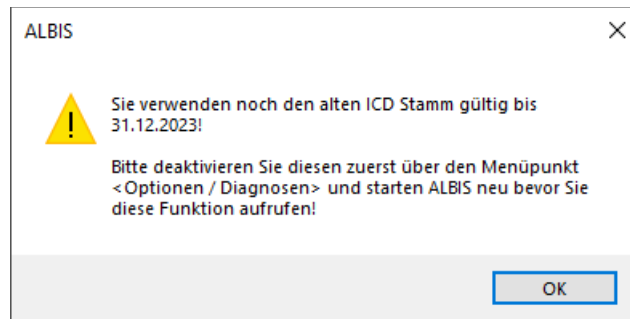 ALBIS
Sie verwenden noch den alten ICD Stamm gültig bis
31.12.2023!
Bitte deaktivieren Sie diesen zuerst über den Menüpunkt
<Optionen / Diagnosen> und starten ALBIS neu bevor Sie
diese Funktion aufrufen!
OK